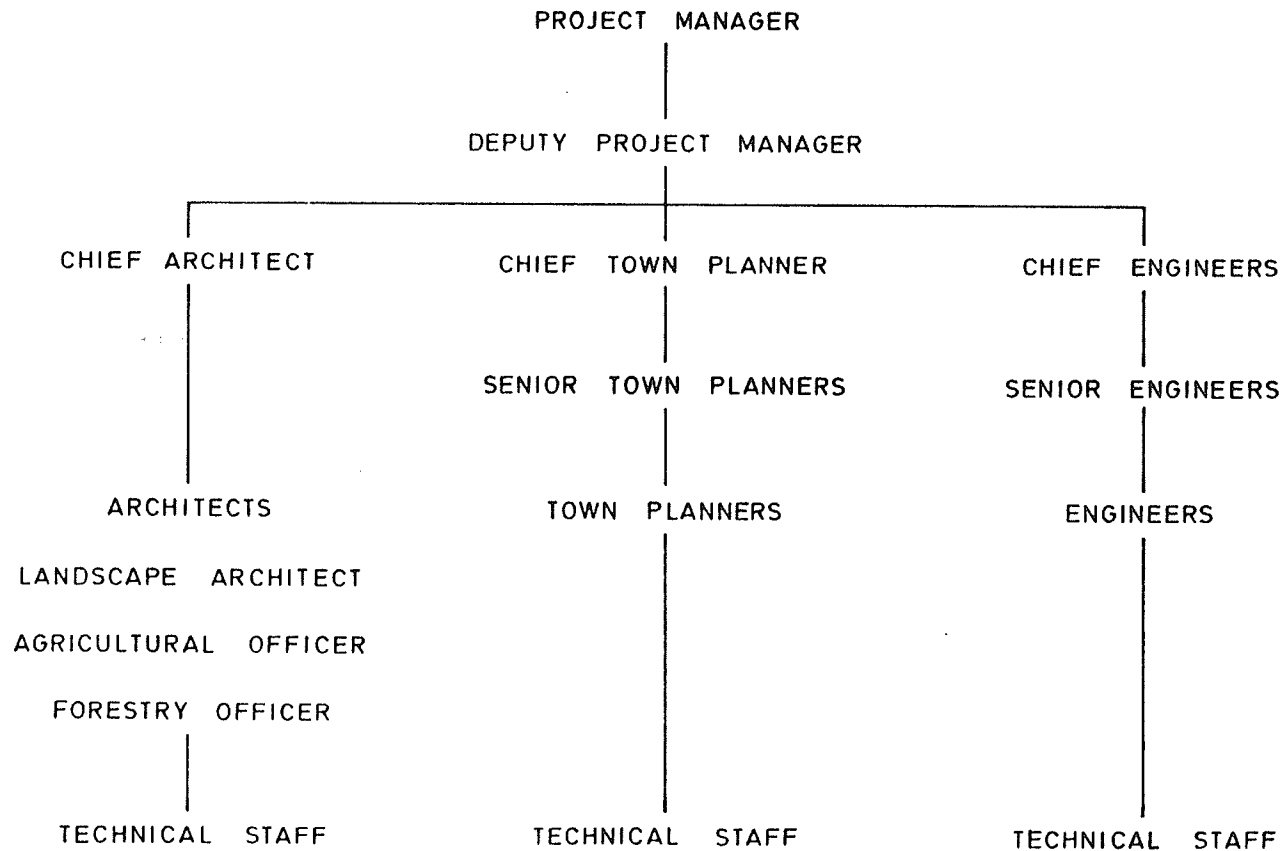 PROJECT MANAGER
DEPUTY PROJECT MANAGER
CHIEF ARCHITECT
CHIEF TOWN PLANNER
CHIEF ENGINEERS
SENIOR TOWN PLANNERS
SENIOR ENGINEERS
ARCHITECTS
TOWN PLANNERS
ENGINEERS
LANDSCAPE ARCHITECT
AGRICULTURAL OFFICER
FORESTRY OFFICER
TECHNICAL STAFF
TECHNICAL STAFF
TECHNICAL STAFF